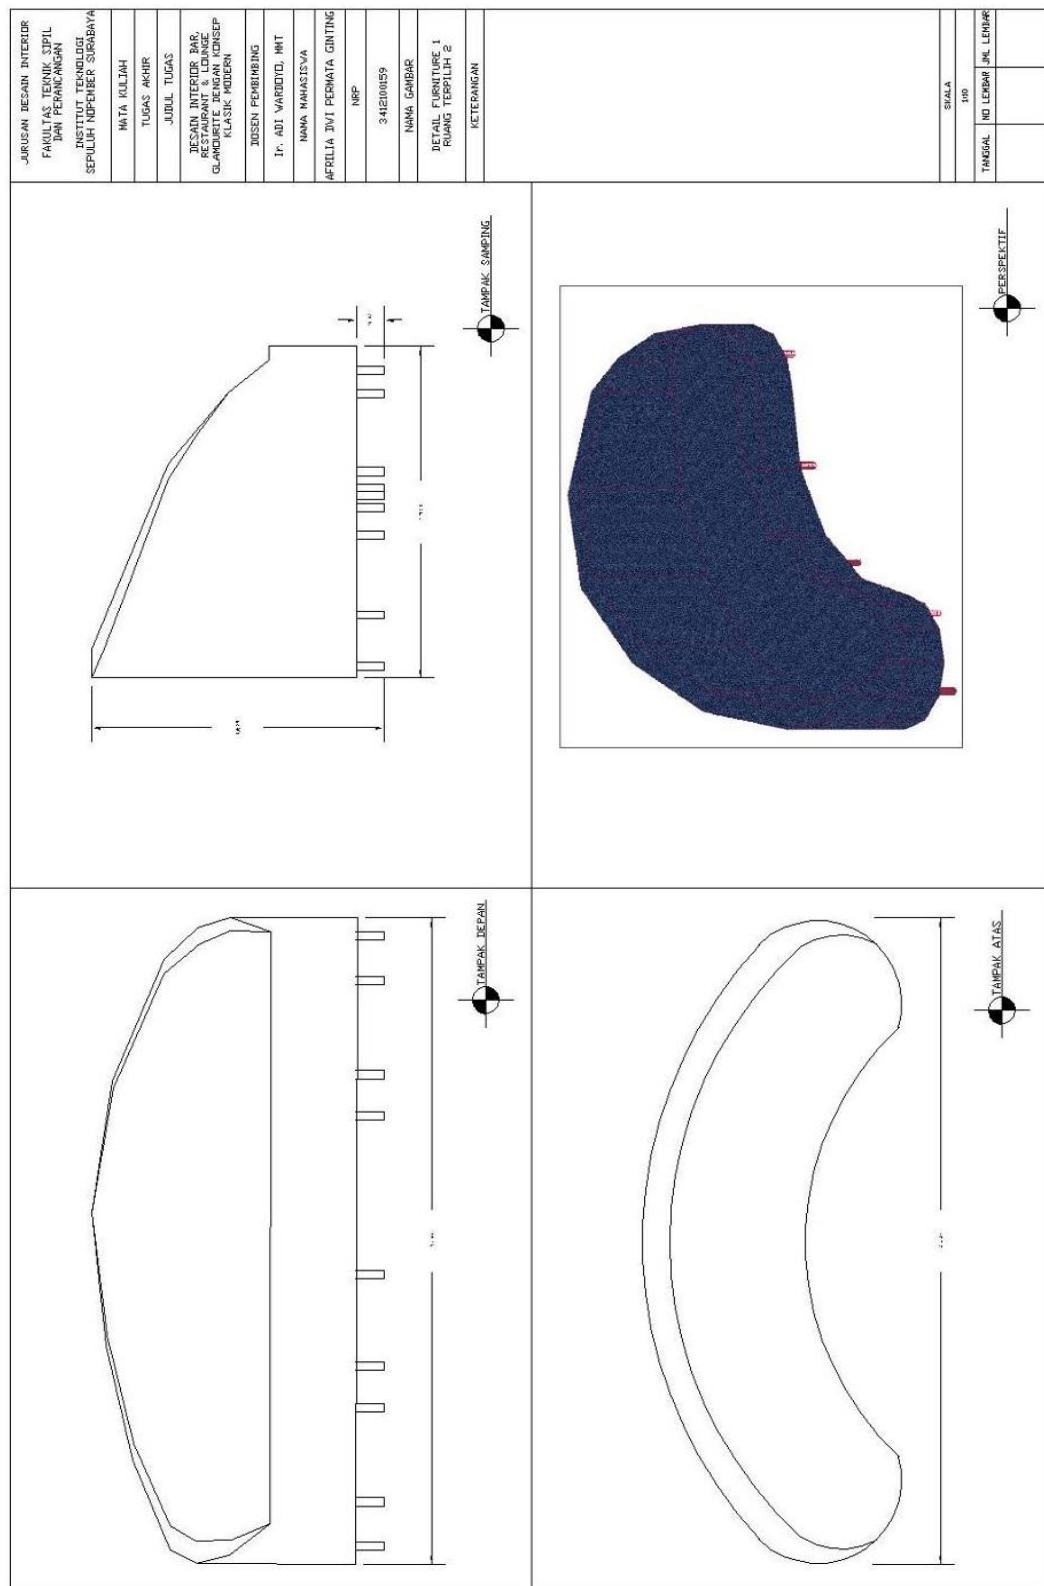 JURUSAN DESAIN INTERIOR
FAKULTAS TEKNIK SIPIL
DAN PERANCANGAN
INSTITUT TEKNOLOGI
SEPULUH NOPEMBER SURABAYA
MATA KULIAH
TUGAS AKHIR
JUDUL TUGAS
DESAIN INTERIOR BAR,
RESTAURANT & LOUNGE
GLAMOURITE DENGAN KONSEP
KLASIK MODERN
DOSEN PEMBIMBING
Ir. ADI WARDOYO, MMT
NAMA MAHASISWA
AFRILIA DWI PERMATA GINTING
NRP
3412100159
NAMA GAMBAR
DETAIL FURNITURE 1
RUANG TERPILIH 2
KETERANGAN
SKALA
1:10
TANGGAL
NO LEMBAR
JML LEMBAR
TAMPAK SAMPING
PERSPEKTIF
TAMPAK DEPAN
TAMPAK ATAS